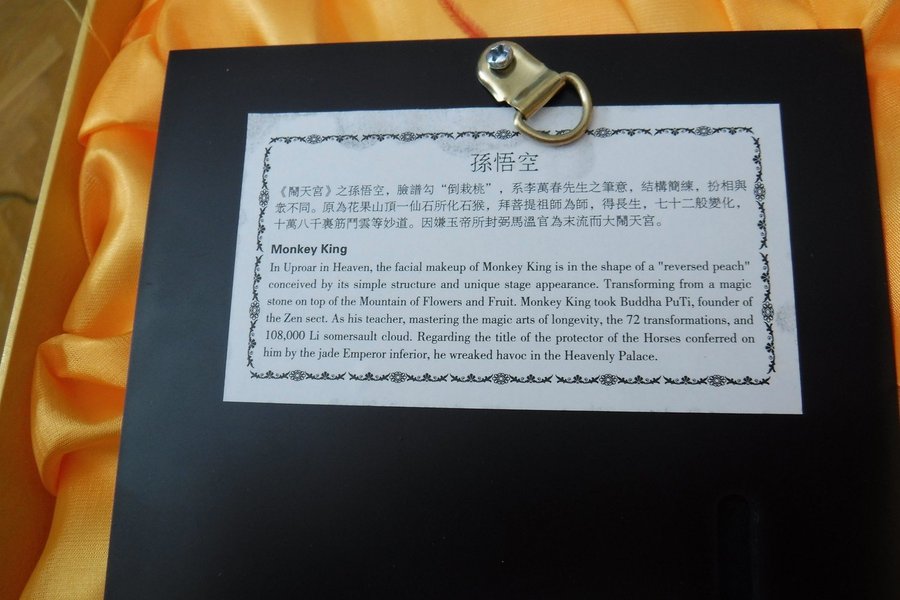 孫悟空
《鬧天宮》之孫悟空，臉譜勾“倒栽桃”，系李萬春先生之筆意，結構簡練，扮相與
衆不同。原為花果山頂一仙石所化石猴，拜菩提祖師為師，得長生，七十二般變化，
十萬八千裏筋鬥雲等妙道。因嫌玉帝所封弼馬溫官為末流而大鬧天宮。
Monkey King
In Uproar in Heaven, the facial makeup of Monkey King is in the shape of a "reversed peach"
conceived by its simple structure and unique stage appearance. Transforming from a magic
stone on top of the Mountain of Flowers and Fruit. Monkey King took Buddha PuTi, founder of
the Zen sect. As his teacher, mastering the magic arts of longevity, the 72 transformations, and
108,000 Li somersault cloud. Regarding the title of the protector of the Horses conferred on
him by the jade Emperor inferior, he wreaked havoc in the Heavenly Palace.